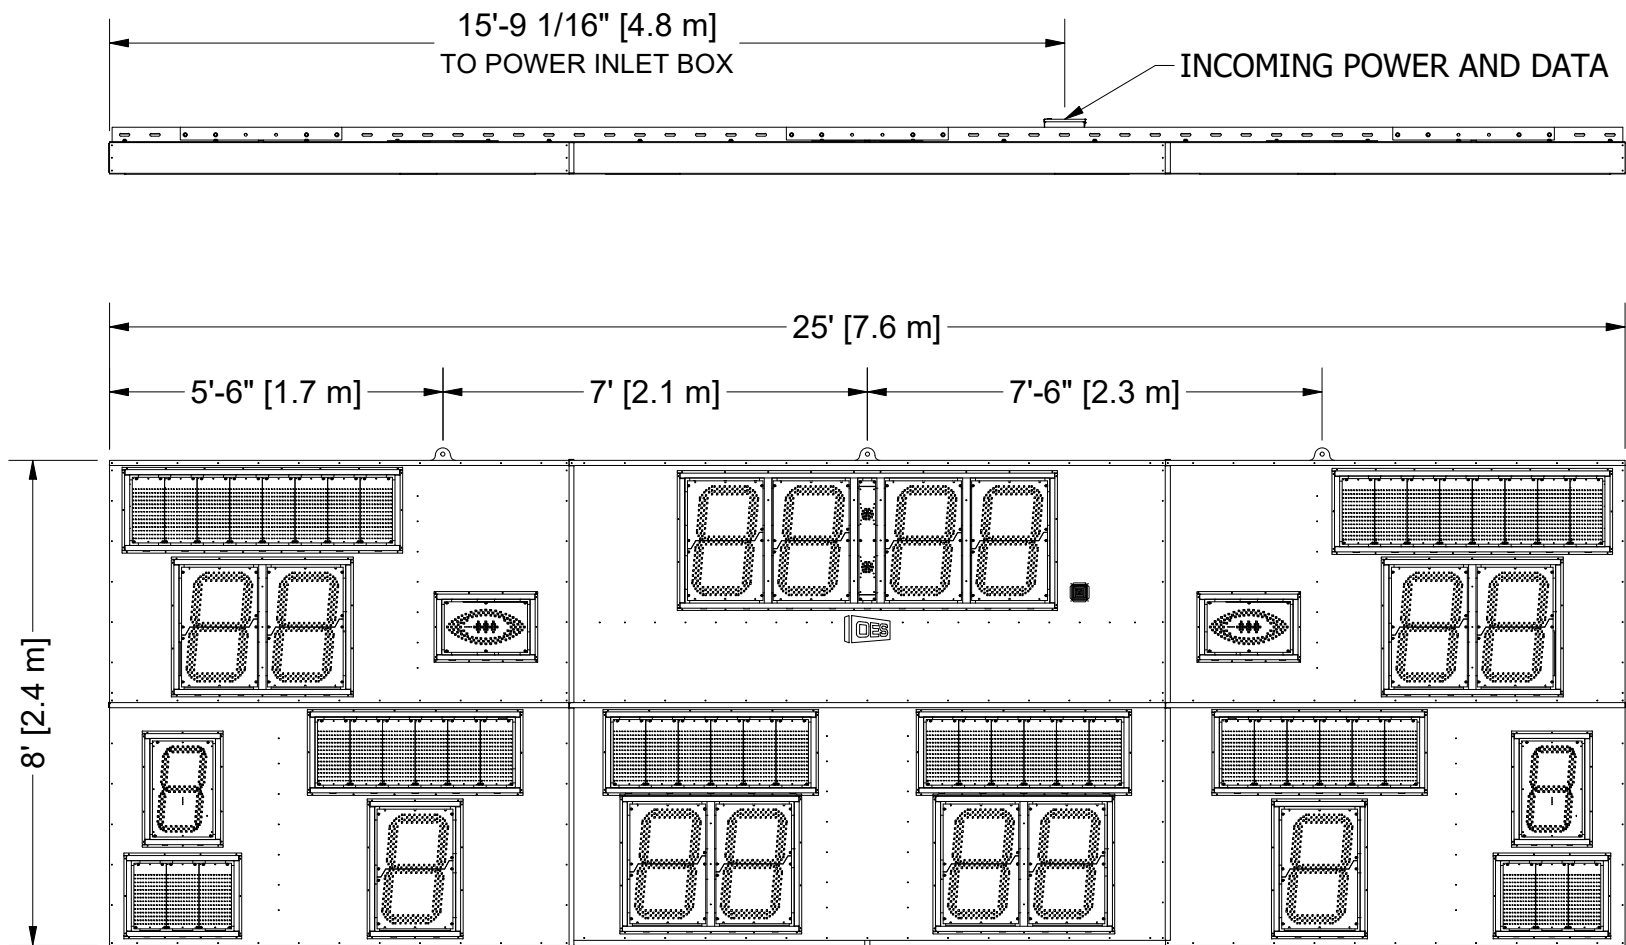 15'-9 1/16" [4.8 m]
TO POWER INLET BOX
INCOMING POWER AND DATA
25' [7.6 m]
5'-6" [1.7 m]
7' [2.1 m]
7'-6" [2.3 m]
8' [2.4 m]
OES